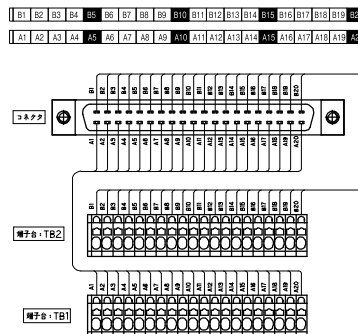 B1 B2 B3 B4 B5 B6 B7 B8 B9 B10 B11 B12 B13 B14 B15 B16 B17 B18 B19
A1 A2 A3 A4 A5 A6 A7 A8 A9 A10 A11 A12 A13 A14 A15 A16 A17 A18 A19
B1 B2 B3 B4 B5 B6 B7 B8 B9 B10 B11 B12 B13 B14 B15 B16 B17 B18 B19 B20
コネクタ
A1 A2 A3 A4 A5 A6 A7 A8 A9 A10 A11 A12 A13 A14 A15 A16 A17 A18 A19 A20
B1 B2 B3 B4 B5 B6 B7 B8 B9 B10 B11 B12 B13 B14 B15 B16 B17 B18 B19 B20
端子台：TB2
A1 A2 A3 A4 A5 A6 A7 A8 A9 A10 A11 A12 A13 A14 A15 A16 A17 A18 A19 A20
端子台：TB1